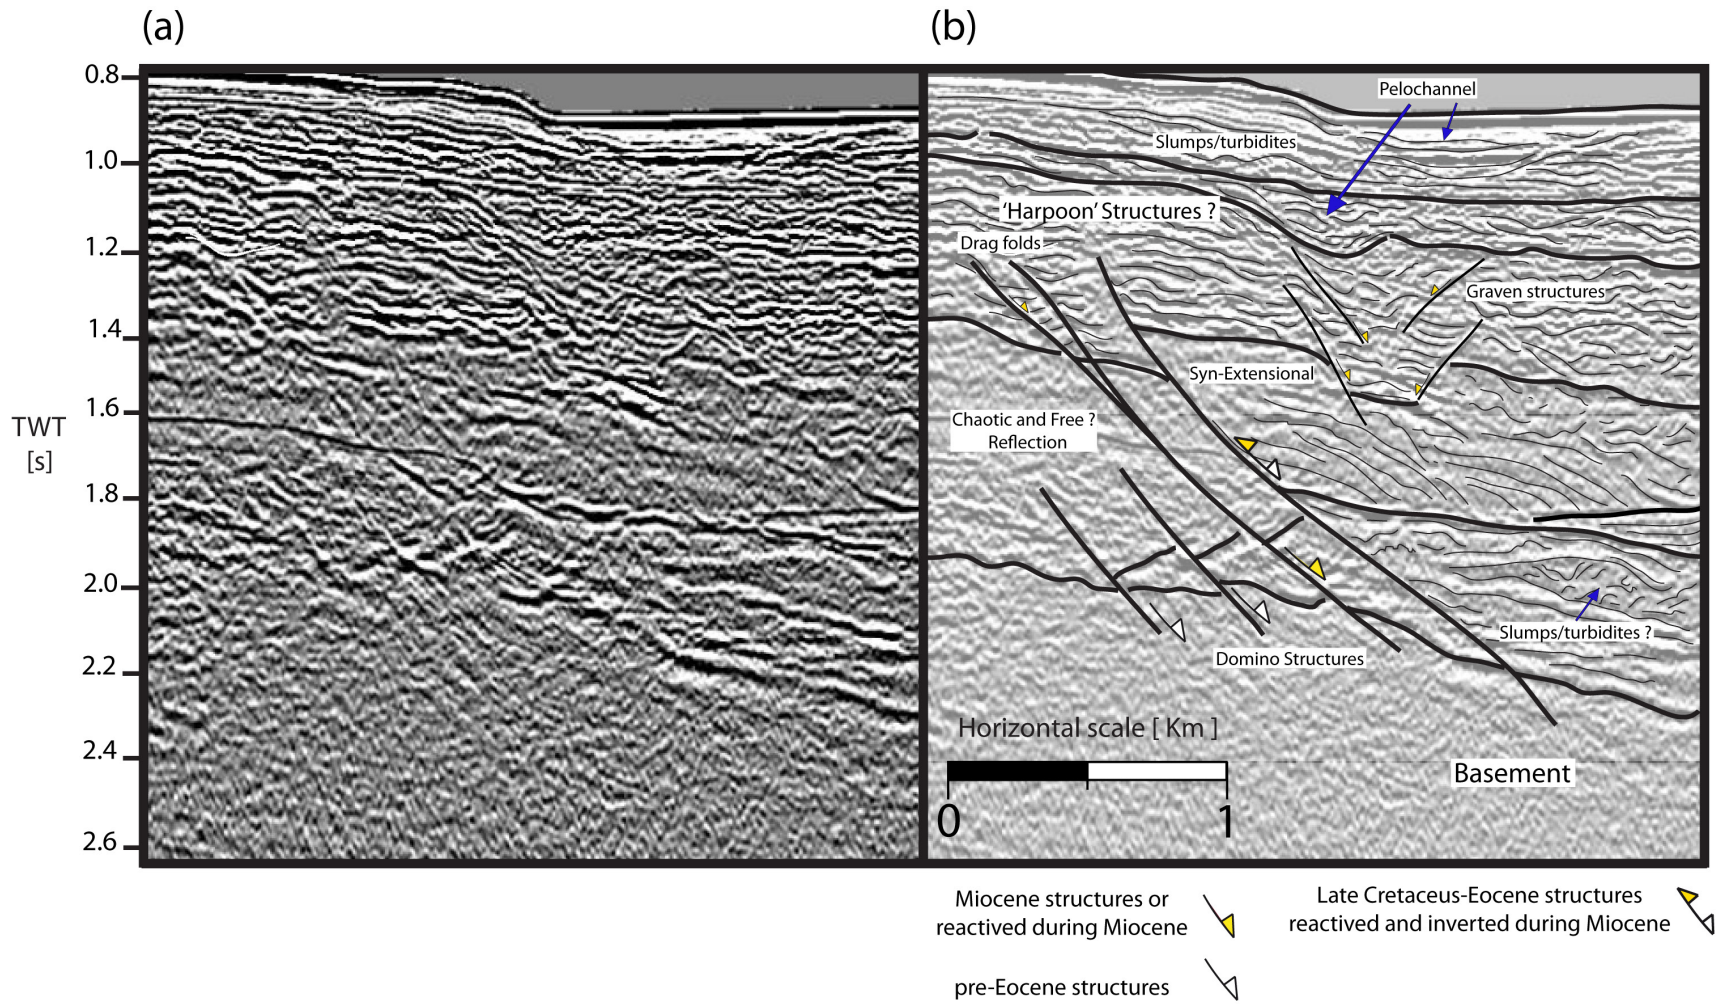 (a)
(b)
0.8
1.0
1.2
1.4
1.6
TWT
[s]
1.8
2.0
2.2
2.4
2.6
Pelochannel
Slumps/turbidites
‘Harpoon’ Structures ?
Drag folds
Graven structures
Syn-Extensional
Chaotic and Free ?
Reflection
Slumps/turbidites ?
Domino Structures
Horizontal scale [ Km ]
Basement
0
1
Miocene structures or
reactived during Miocene
Late Cretaceus-Eocene structures
reactived and inverted during Miocene
pre-Eocene structures